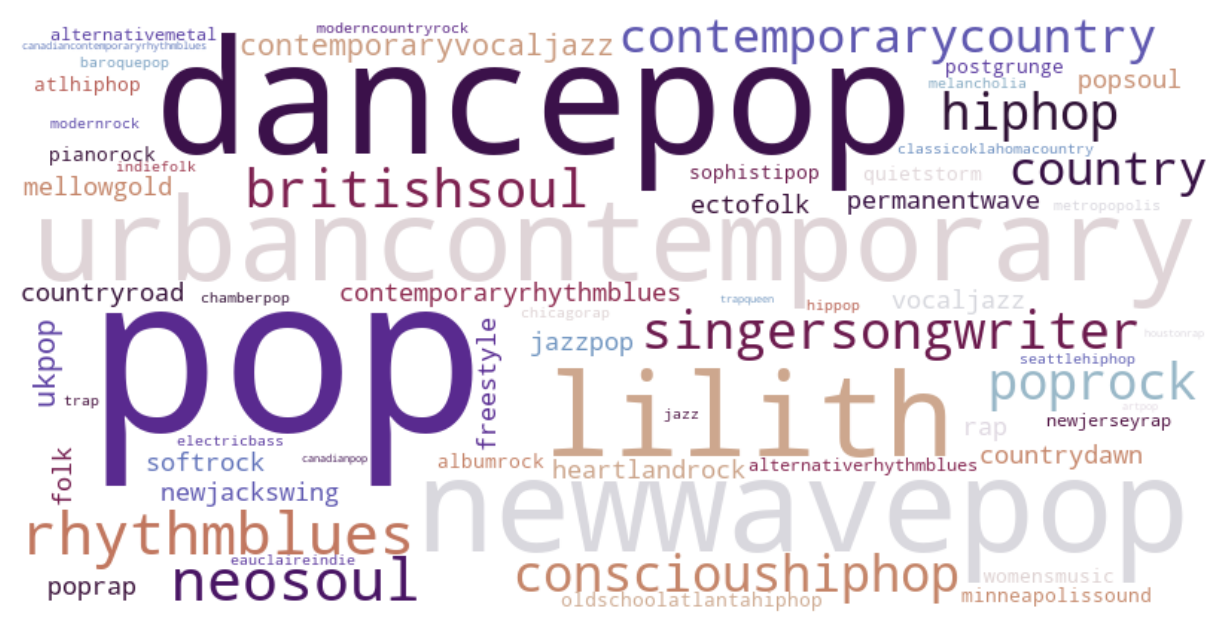 alternativemetal
moderncountryrock
canadiancontemporaryrhythmblues
contemporaryvocaljazz
contemporarycountry
baroquepop
postgrunge
atlhiphop
dancepop
melancholia
popsoul
hiphop
modernrock
classicoklahomacountry
pianorock
indiefolk
country
mellowgold
britishsoul
sophistipop
quietstorm
ectofolk
permanentwave
metropopolis
urbancontemporary
countryroad
chamberpop
contemporaryrhythmblues
trapqueen
hippop
vocaljazz
chicagorap
singersongwriter
houstonrap
ukpop
pop
freestyle
jazzpop
seattlehiphop
poprock
trap
lilith
jazz
artpop
rap
newjerseyrap
electricbass
folk
softrock
canadianpop
albumrock
heartlandrock
alternativerhythmblues
countrydawn
newjackswing
newwavepop
rhythmblues
eauclaireindie
poprap
neosoul
conscioushiphop
womensmusic
oldschoolatlantahiphop
minneapolissound